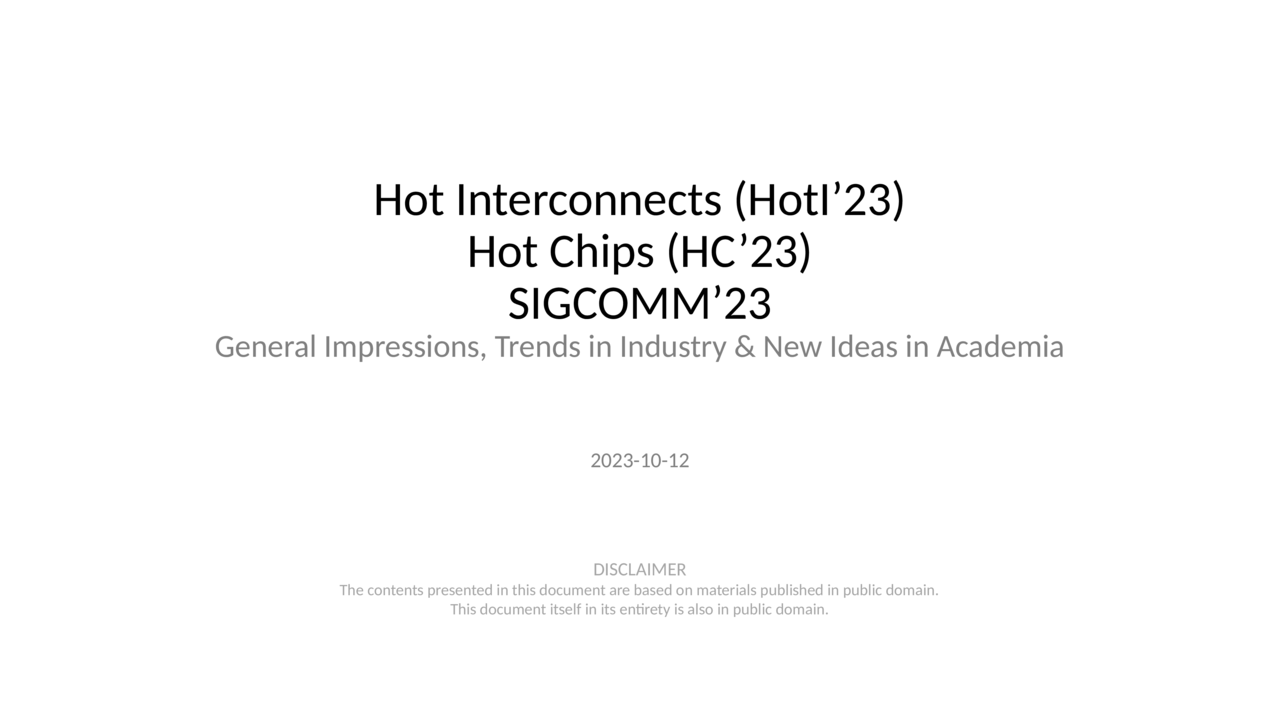 Hot Interconnects (HotI’23)
Hot Chips (HC’23)
SIGCOMM’23
General Impressions, Trends in Industry & New Ideas in Academia
2023-10-12
DISCLAIMER
The contents presented in this document are based on materials published in public domain.
This document itself in its entirety is also in public domain.